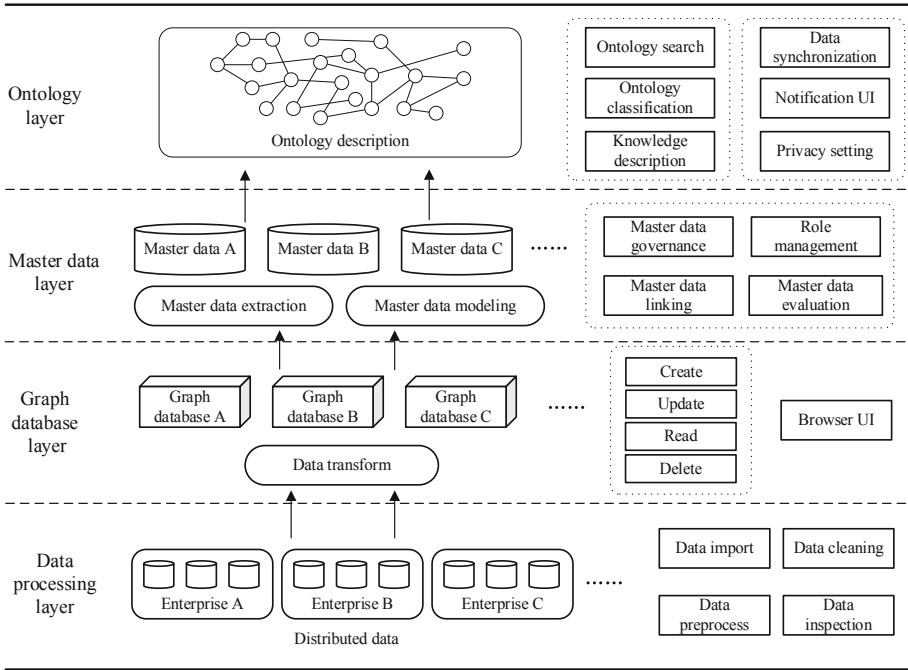 Ontology
layer
Ontology description
Ontology search
Ontology
classification
Knowledge
description
Data
synchronization
Notification UI
Privacy setting
Master data
layer
Master data A
Master data B
Master data C
......
Master data extraction
Master data modeling
Master data
governance
Role
management
Master data
linking
Master data
evaluation
Graph
database
layer
Graph
database A
Graph
database B
Graph
database C
......
Data transform
Create
Update
Read
Delete
Browser UI
Data
processing
layer
Enterprise A
Enterprise B
Enterprise C
......
Distributed data
Data import
Data cleaning
Data
preprocess
Data
inspection